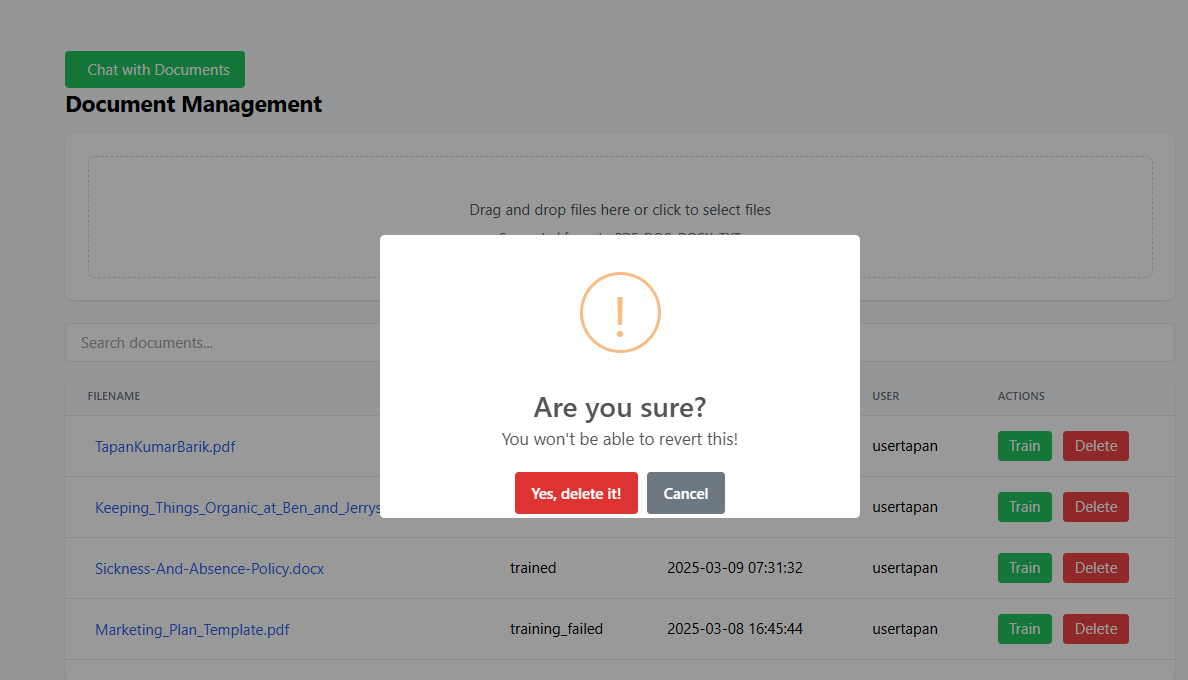 Chat with Documents
Document Management
Drag and drop files here or click to select files
Search documents...
FILENAME USER ACTIONS
TapanKumarBarik.pdf usertapan Train Delete
Keeping_Things_Organic_at_Ben_and_Jerrys usertapan Train Delete
Sickness-And-Absence-Policy.docx trained 2025-03-09 07:31:32 usertapan Train Delete
Marketing_Plan_Template.pdf training_failed 2025-03-08 16:45:44 usertapan Train Delete
!
Are you sure?
You won't be able to revert this!
Yes, delete it! Cancel